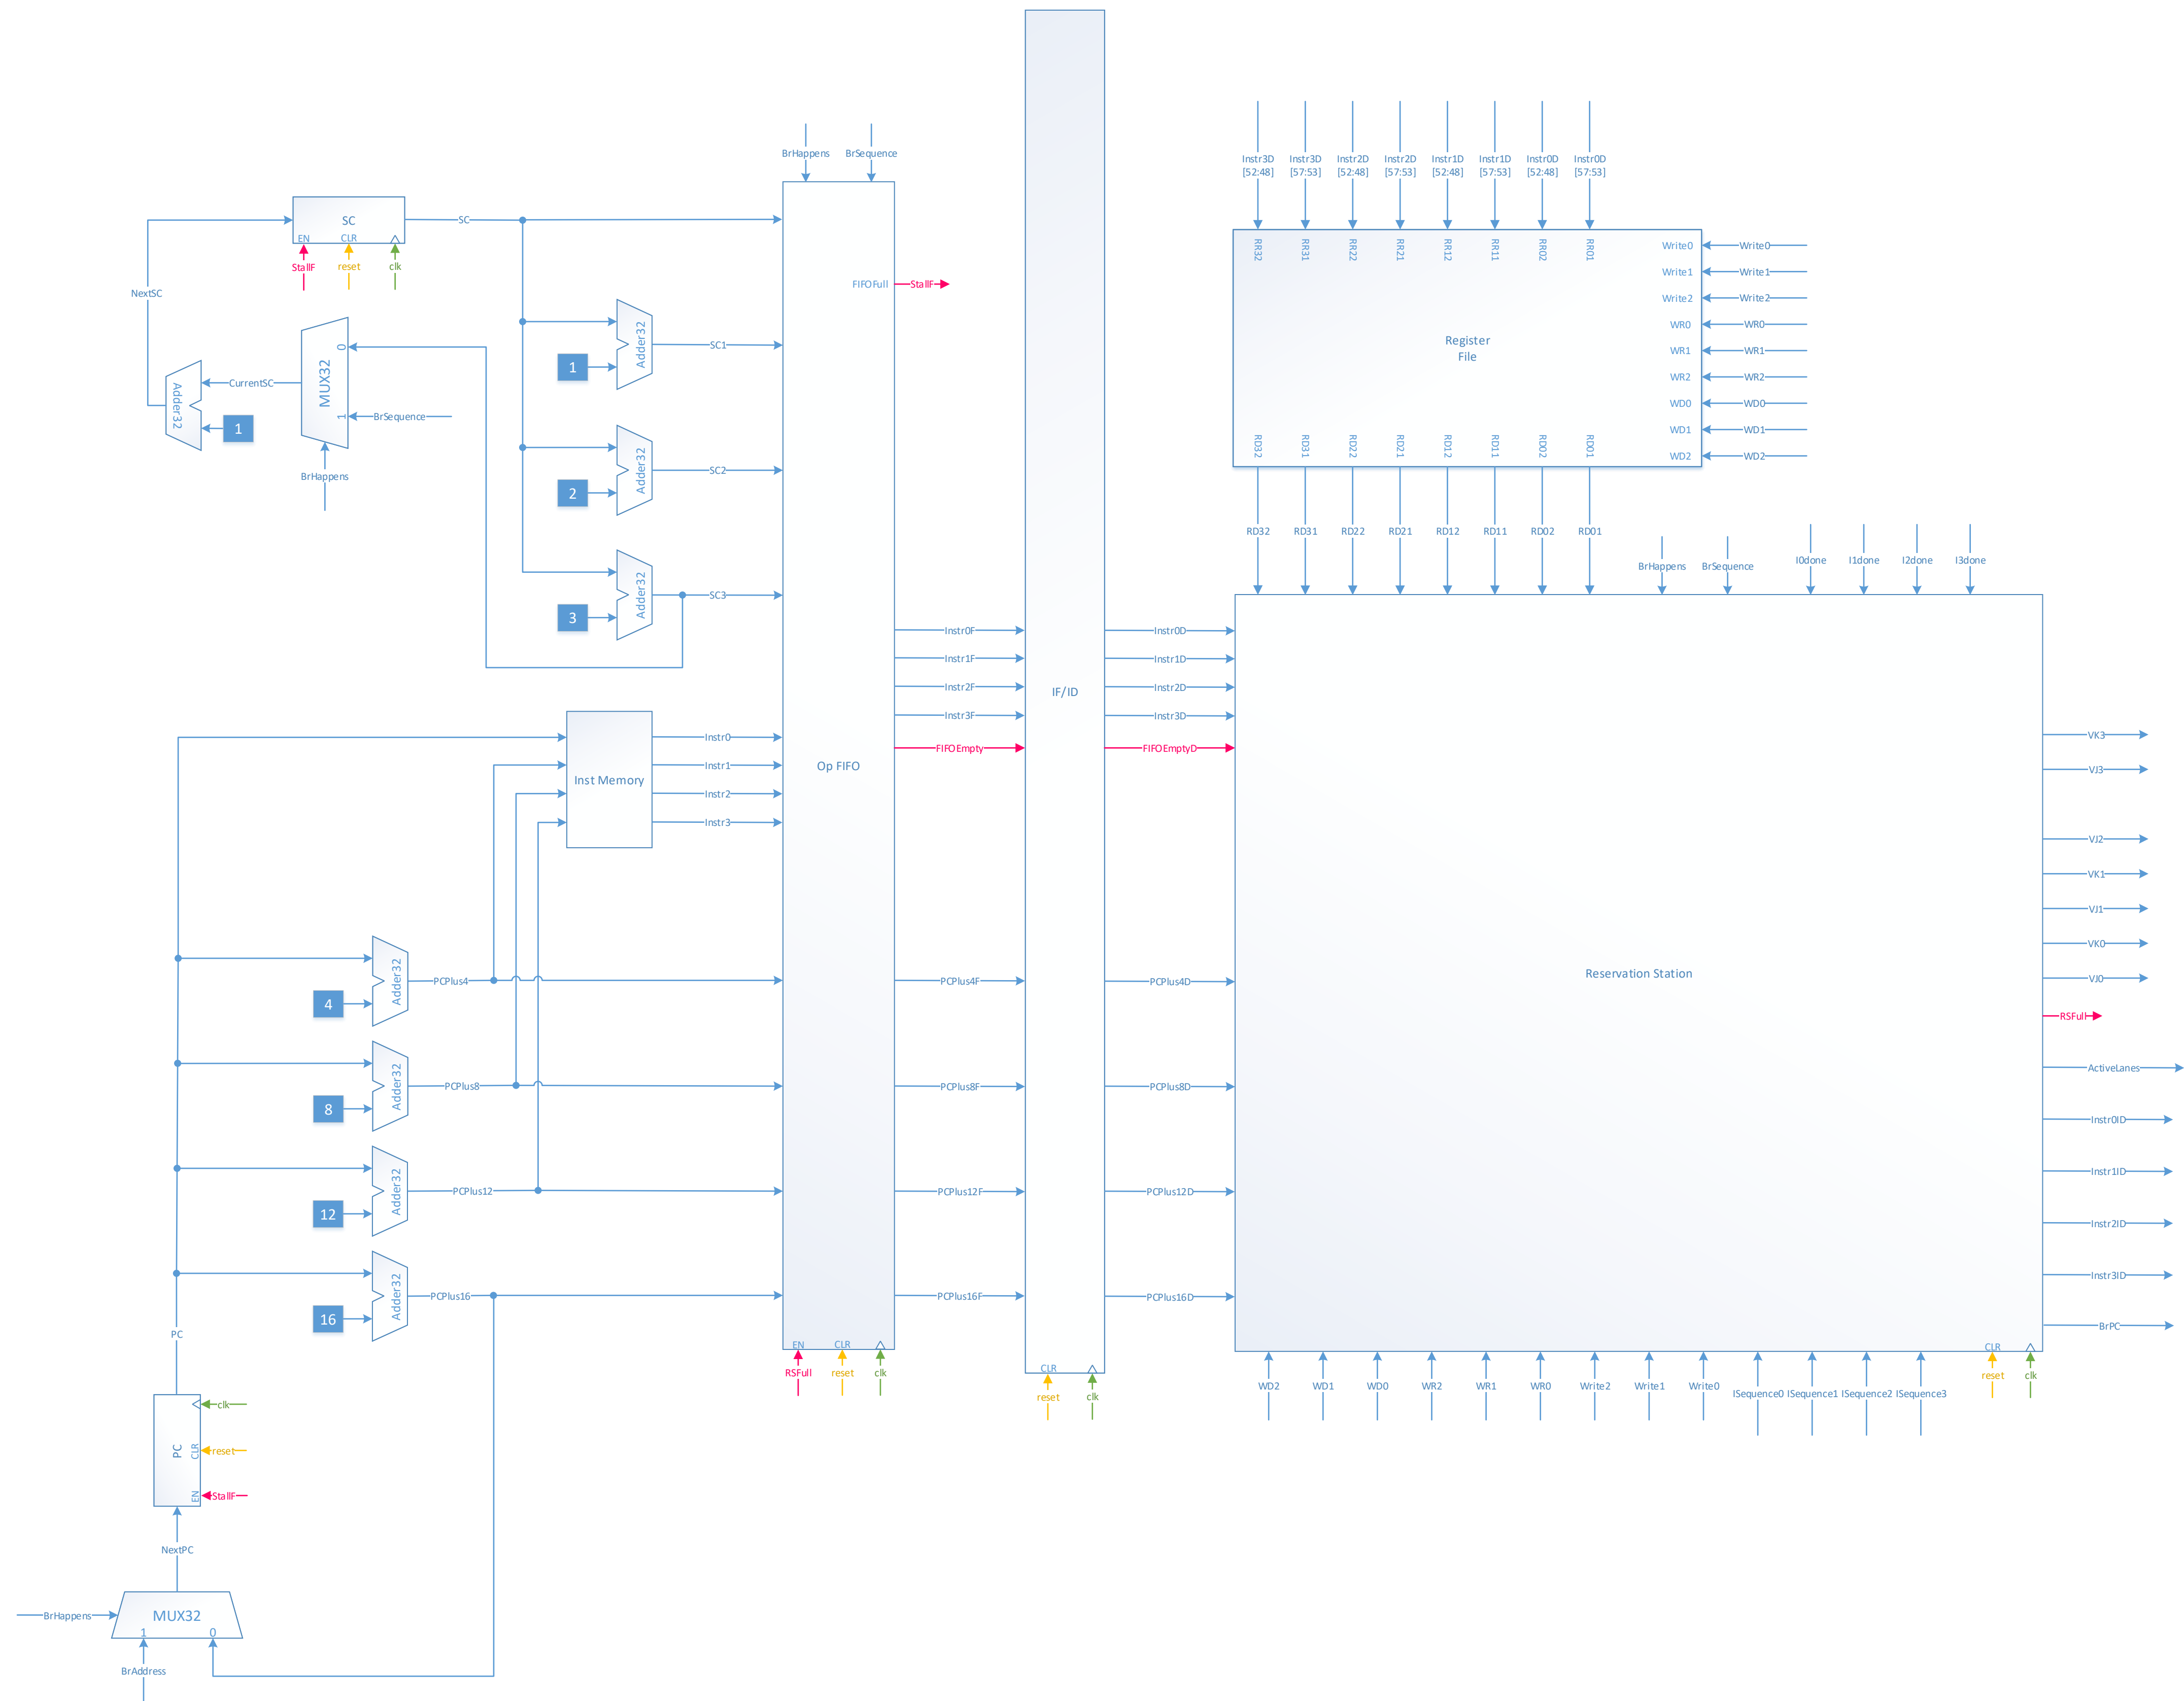 BrHappens
BrSequence
SC
EN
CLR
StallF
reset
clk
SC
NextSC
FIFOFull
StallF
Adder32
1
SC1
MUX32
0
1
CurrentSC
BrSequence
BrHappens
Adder32
1
Adder32
2
SC2
Adder32
3
SC3
Inst Memory
Instr0
Instr1
Instr2
Instr3
Op FIFO
Instr0F
Instr1F
Instr2F
Instr3F
FIFOEmpty
IF/ID
Instr0D
Instr1D
Instr2D
Instr3D
FIFOEmptyD
Adder32
4
PCPlus4
PCPlus4F
PCPlus4D
Adder32
8
PCPlus8
PCPlus8F
PCPlus8D
Adder32
12
PCPlus12
PCPlus12F
PCPlus12D
Adder32
16
PCPlus16
PCPlus16F
PCPlus16D
EN
CLR
RSFull
reset
clk
CLR
reset
clk
PC
PC
CLR
EN
clk
reset
StallF
NextPC
MUX32
1
0
BrHappens
BrAddress
Instr3D
[52:48]
Instr3D
[57:53]
Instr2D
[52:48]
Instr2D
[57:53]
Instr1D
[52:48]
Instr1D
[57:53]
Instr0D
[52:48]
Instr0D
[57:53]
RR32
RR31
RR22
RR21
RR12
RR11
RR02
RR01
Register
File
Write0
Write0
Write1
Write1
Write2
Write2
WR0
WR0
WR1
WR1
WR2
WR2
WD0
WD0
WD1
WD1
WD2
WD2
RD32
RD31
RD22
RD21
RD12
RD11
RD02
RD01
RD32
RD31
RD22
RD21
RD12
RD11
RD02
RD01
BrHappens
BrSequence
I0done
I1done
I2done
I3done
Reservation Station
VK3
VJ3
VJ2
VK1
VJ1
VK0
VJ0
RSFull
ActiveLanes
Instr0ID
Instr1ID
Instr2ID
Instr3ID
BrPC
CLR
WD2
WD1
WD0
WR2
WR1
WR0
Write2
Write1
Write0
ISequence0
ISequence1
ISequence2
ISequence3
reset
clk